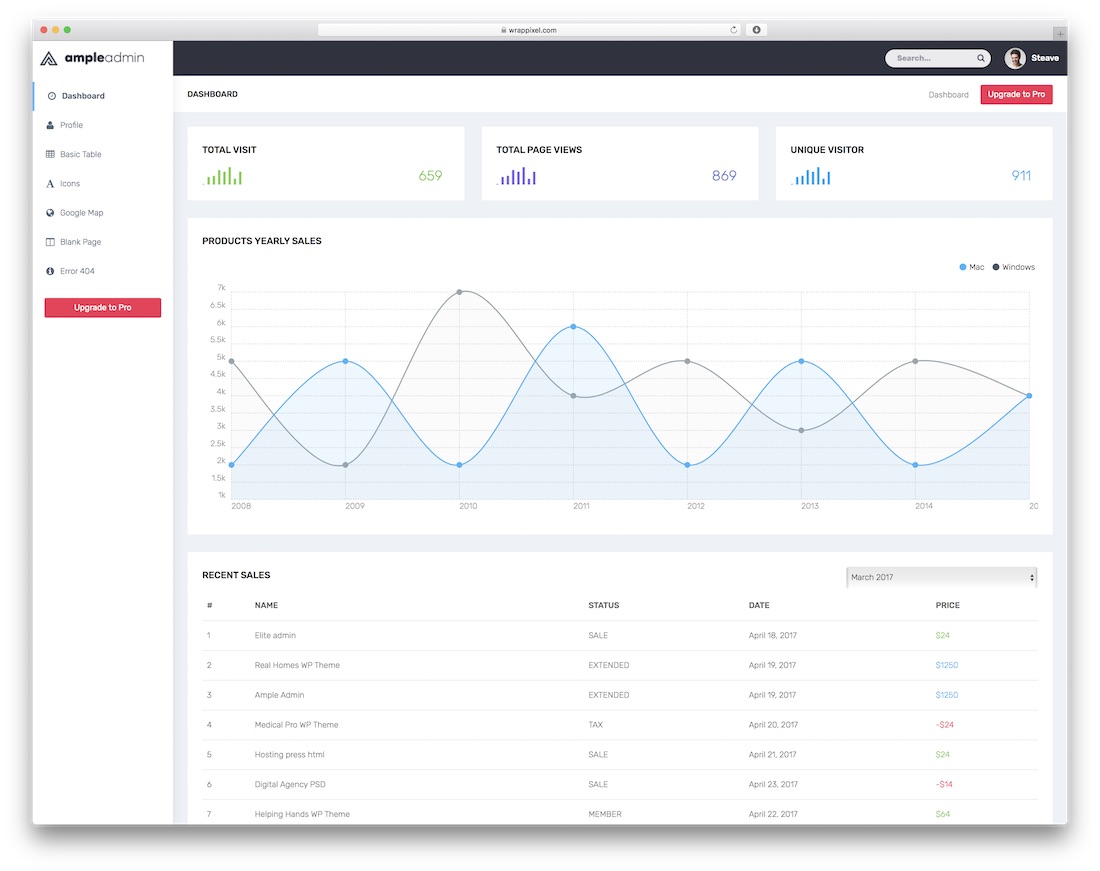 wrappixel.com
ampleadmin
Search...
Steave
Dashboard
Profile
Basic Table
Icons
Google Map
Blank Page
Error 404
Upgrade to Pro
DASHBOARD
Dashboard
Upgrade to Pro
TOTAL VISIT
659
TOTAL PAGE VIEWS
869
UNIQUE VISITOR
911
PRODUCTS YEARLY SALES
Mac Windows
7k
6.5k
6k
5.5k
5k
4.5k
4k
3.5k
3k
2.5k
2k
1.5k
1k
2008 2009 2010 2011 2012 2013 2014 20
RECENT SALES
March 2017
# NAME STATUS DATE PRICE
1 Elite admin SALE April 18, 2017 $24
2 Real Homes WP Theme EXTENDED April 19, 2017 $1250
3 Ample Admin EXTENDED April 19, 2017 $1250
4 Medical Pro WP Theme TAX April 20, 2017 -$24
5 Hosting press html SALE April 21, 2017 $24
6 Digital Agency PSD SALE April 23, 2017 -$14
7 Helping Hands WP Theme MEMBER April 22, 2017 $64